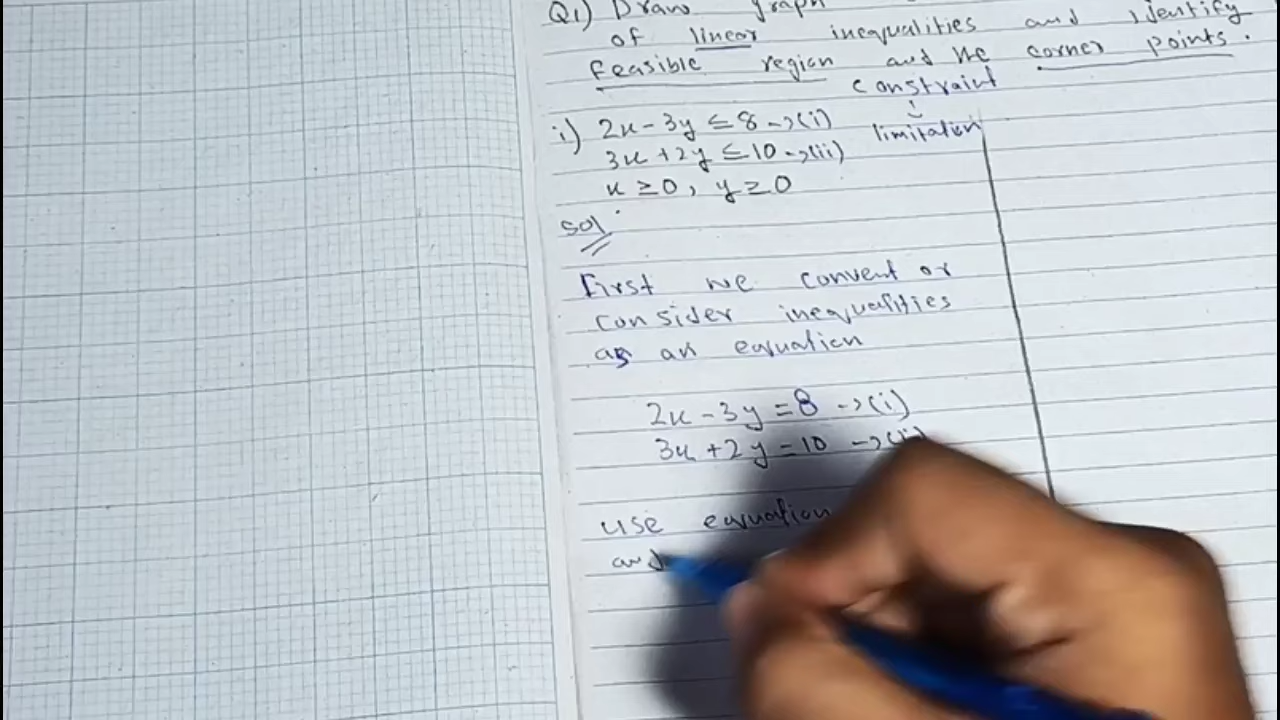 Q1) Draw graph
of linear inequalities and identify
feasible region and the corner points.
constraint
limitation
i) 2x - 3y ≤ 8 -> (i)
3x + 2y ≤ 10 -> (ii)
x ≥ 0, y ≥ 0
Sol
First we convent or
consider inequalities
as an equation
2x - 3y = 8 -> (i)
3x + 2y = 10 ->
use equation
and